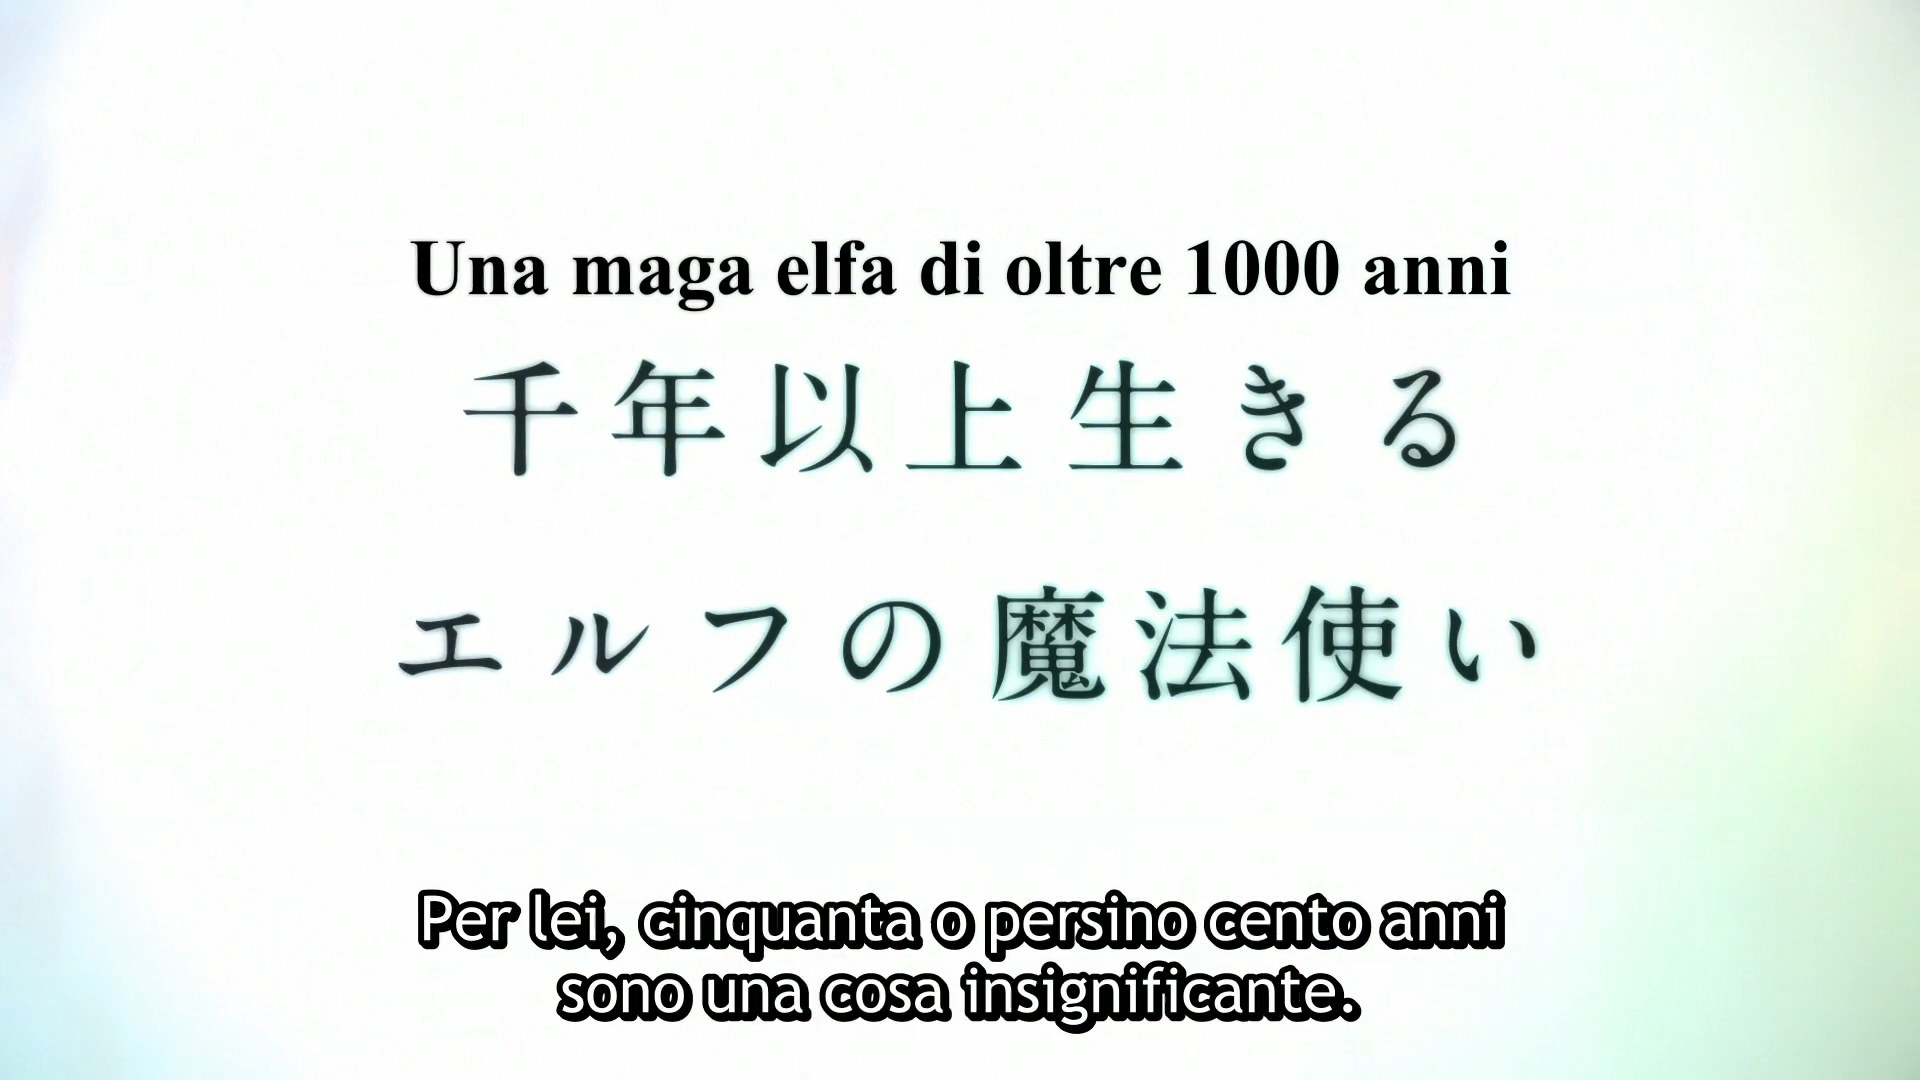 Una maga elfa di oltre 1000 anni
千年以上生きる
エルフの魔法使い
Per lei, cinquanta o persino cento anni
sono una cosa insignificante.